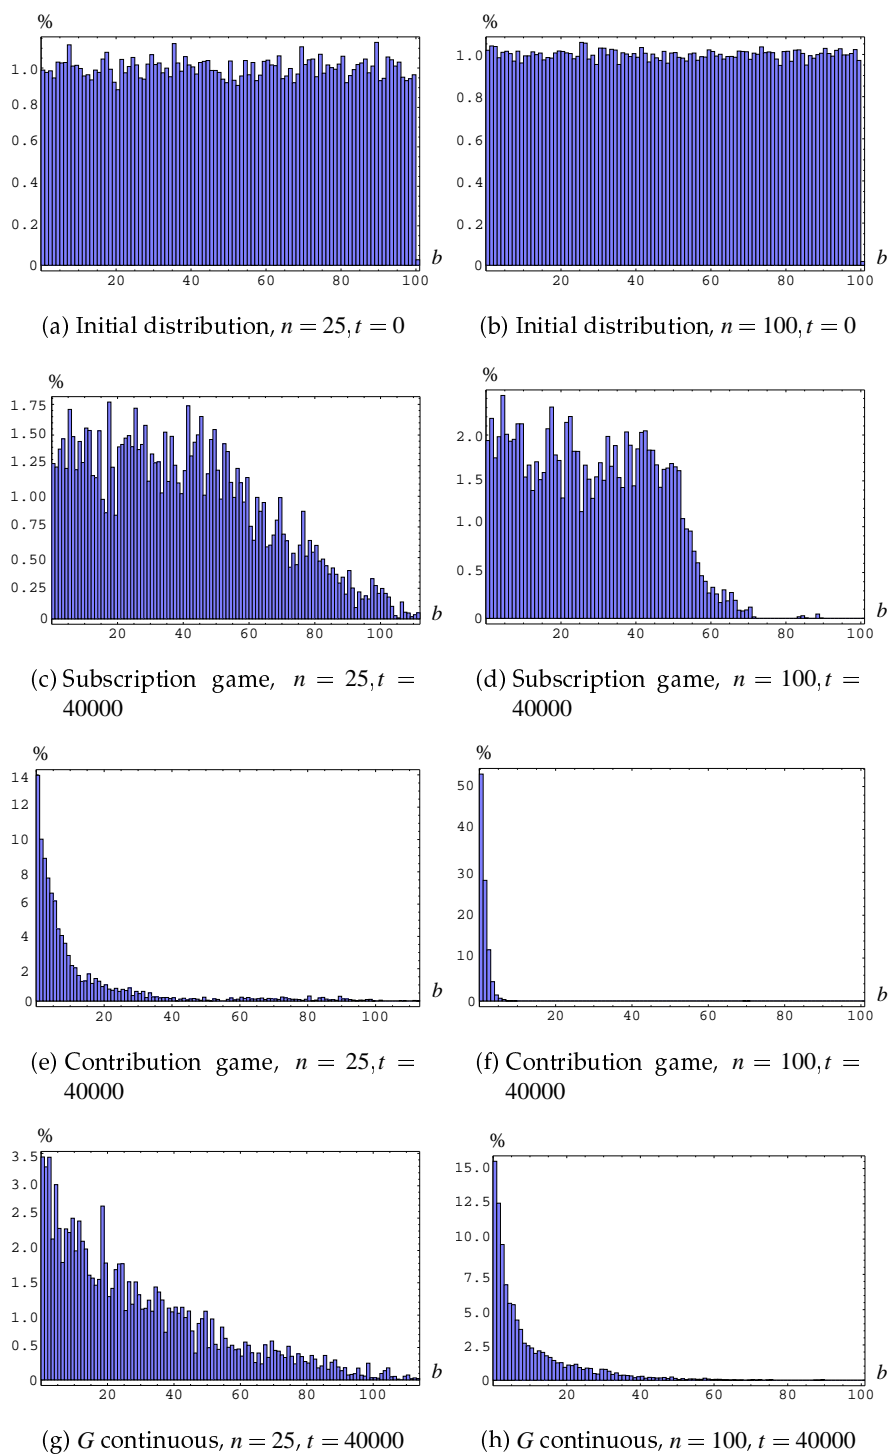 %
1.0
0.8
0.6
0.4
0.2
0
20 40 60 80 100
b
(a) Initial distribution, n = 25, t = 0
%
1.0
0.8
0.6
0.4
0.2
0
20 40 60 80 100
b
(b) Initial distribution, n = 100, t = 0
%
1.75
1.50
1.25
1.00
0.75
0.50
0.25
0
20 40 60 80 100
b
(c) Subscription game, n = 25, t =
40000
%
2.0
1.5
1.0
0.5
0
20 40 60 80 100
b
(d) Subscription game, n = 100, t =
40000
%
14
12
10
8
6
4
2
0
20 40 60 80 100
b
(e) Contribution game, n = 25, t =
40000
%
50
40
30
20
10
0
20 40 60 80 100
b
(f) Contribution game, n = 100, t =
40000
%
3.5
2.5
2.0
1.5
1.0
0.5
0
20 40 60 80 100
b
(g) G continuous, n = 25, t = 40000
%
15.0
12.5
10.0
7.5
5.0
2.5
0
20 40 60 80 100
b
(h) G continuous, n = 100, t = 40000